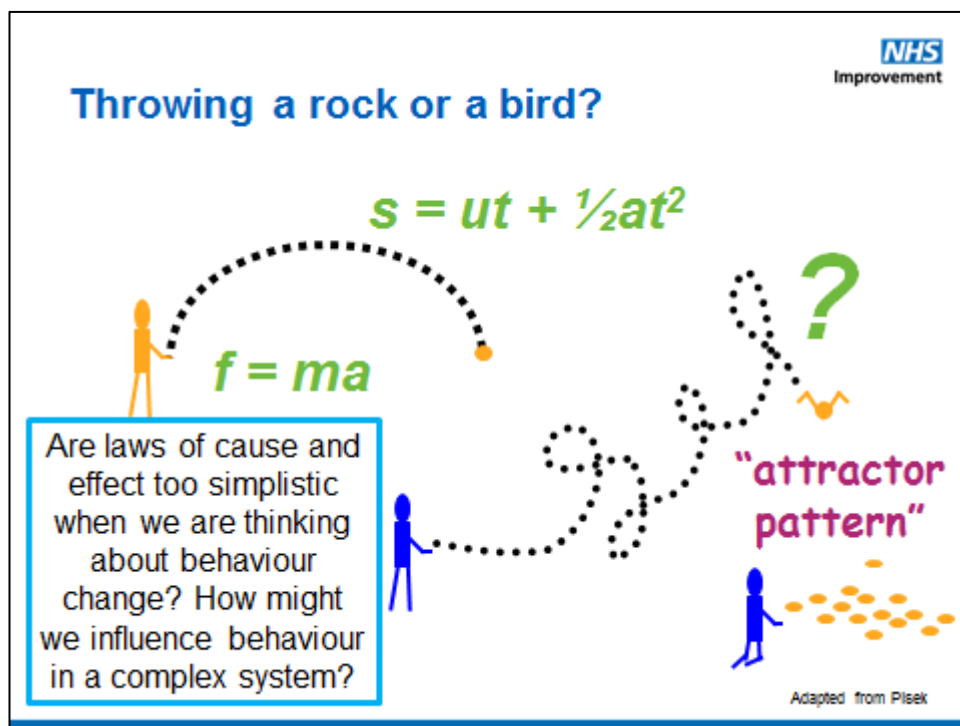 NHS
Improvement
Throwing a rock or a bird?
s = ut + ½at²
?
f = ma
Are laws of cause and
effect too simplistic
when we are thinking
about behaviour
change? How might
we influence behaviour
in a complex system?
“attractor
pattern”
Adapted from Plsek